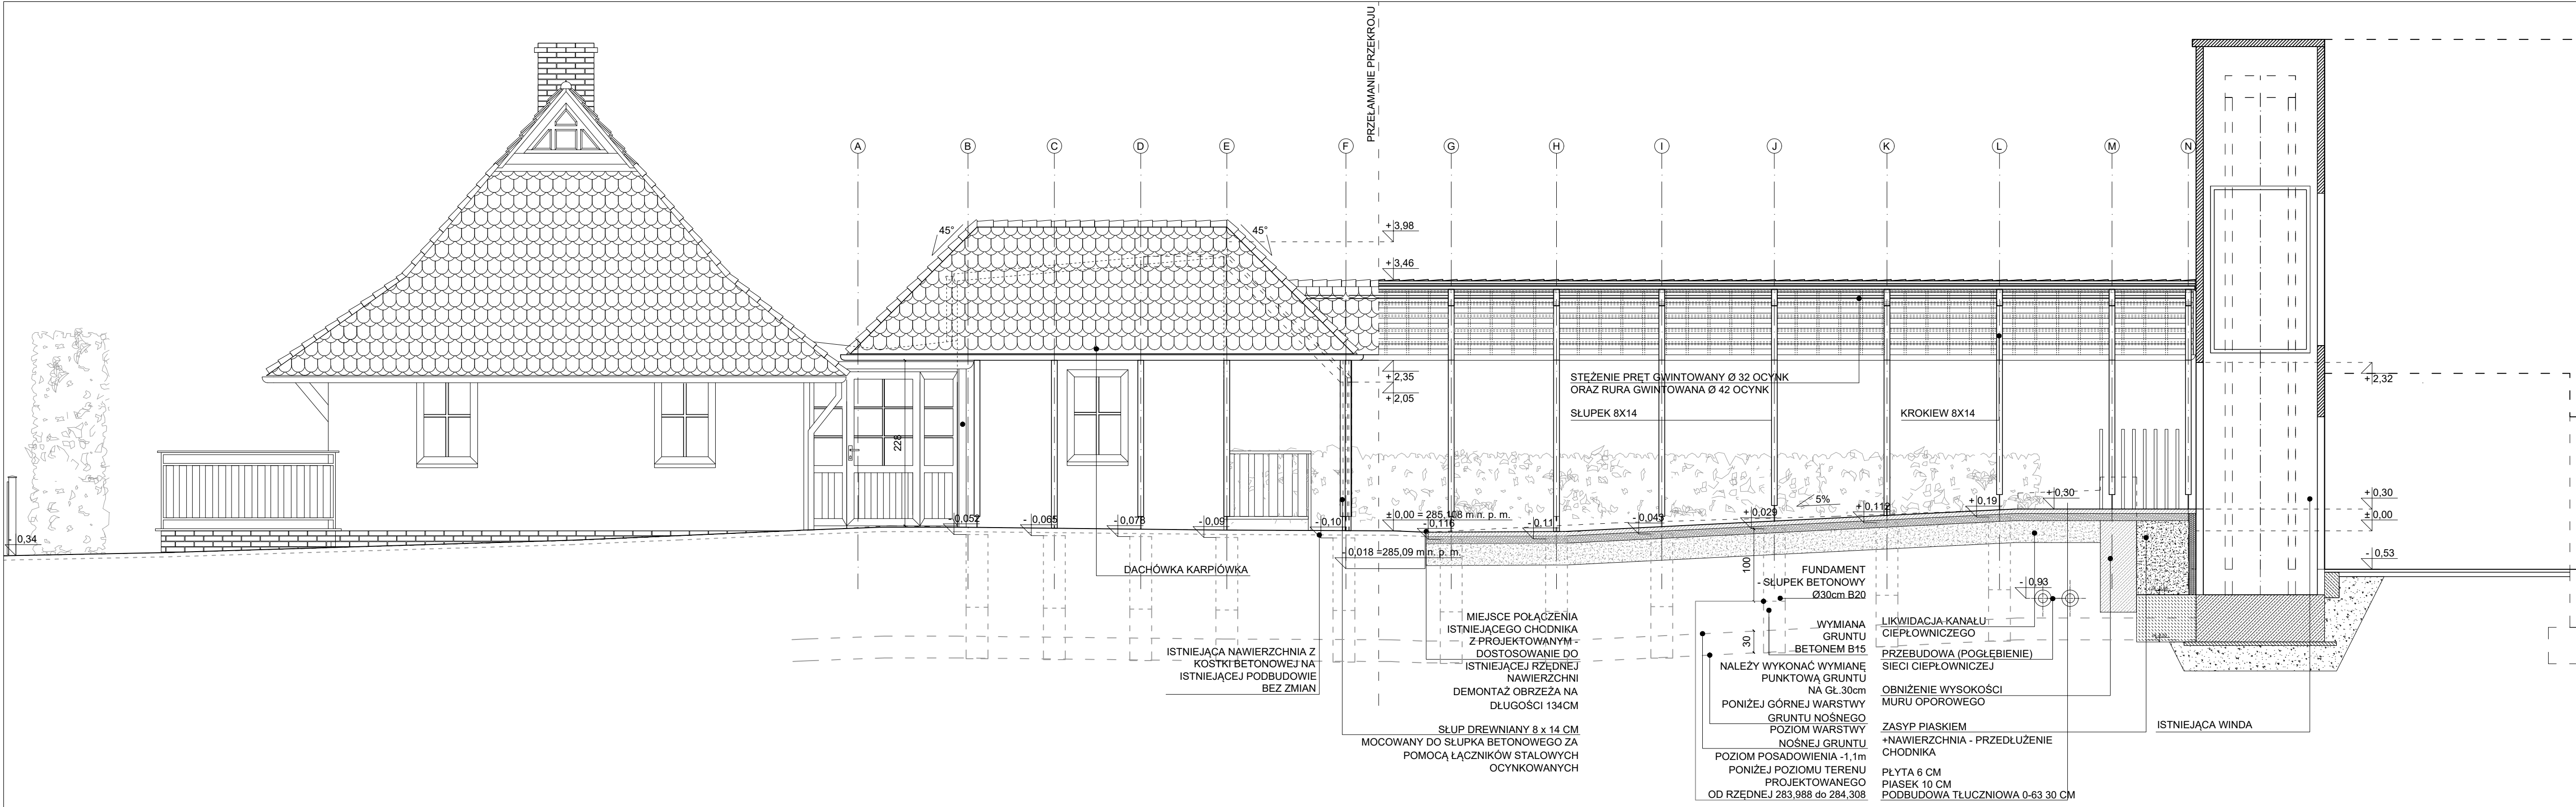 PRZEŁAMANIE PRZEKROJU
A
B
C
D
E
F
G
H
I
J
K
L
M
N
45°
45°
+ 3,98
+ 3,46
+ 2,35
+ 2,05
+ 2,32
STĘŻENIE PRĘT GWINTOWANY Ø 32 OCYNK
ORAZ RURA GWINTOWANA Ø 42 OCYNK
SŁUPEK 8X14
KROKIEW 8X14
228
- 0,34
- 0,052
- 0,065
- 0,078
- 0,09
- 0,10
± 0,00 = 285,108 m n. p. m.
- 0,116
- 0,11
- 0,043
+ 0,029
5%
+ 0,112
+ 0,19
+ 0,30
+ 0,30
± 0,00
- 0,53
- 0,018 =285,09 m n. p. m.
DACHÓWKA KARPIÓWKA
100
30
- 0,93
FUNDAMENT
- SŁUPEK BETONOWY
Ø30cm B20
WYMIANA
GRUNTU
BETONEM B15
NALEŻY WYKONAĆ WYMIANĘ
PUNKTOWĄ GRUNTU
NA GŁ.30cm
PONIŻEJ GÓRNEJ WARSTWY
GRUNTU NOŚNEGO
POZIOM WARSTWY
NOŚNEJ GRUNTU
POZIOM POSADOWIENIA -1,1m
PONIŻEJ POZIOMU TERENU
PROJEKTOWANEGO
OD RZĘDNEJ 283,988 do 284,308
MIEJSCE POŁĄCZENIA
ISTNIEJĄCEGO CHODNIKA
Z PROJEKTOWANYM -
DOSTOSOWANIE DO
ISTNIEJĄCEJ RZĘDNEJ
NAWIERZCHNI
DEMONTAŻ OBRZEŻA NA
DŁUGOŚCI 134CM
SŁUP DREWNIANY 8 x 14 CM
MOCOWANY DO SŁUPKA BETONOWEGO ZA
POMOCĄ ŁĄCZNIKÓW STALOWYCH
OCYNKOWANYCH
ISTNIEJĄCA NAWIERZCHNIA Z
KOSTKI BETONOWEJ NA
ISTNIEJĄCEJ PODBUDOWIE
BEZ ZMIAN
LIKWIDACJA KANAŁU
CIEPŁOWNICZEGO
PRZEBUDOWA (POGŁĘBIENIE)
SIECI CIEPŁOWNICZEJ
OBNIŻENIE WYSOKOŚCI
MURU OPOROWEGO
ZASYP PIASKIEM
+NAWIERZCHNIA - PRZEDŁUŻENIE
CHODNIKA
PŁYTA 6 CM
PIASEK 10 CM
PODBUDOWA TŁUCZNIOWA 0-63 30 CM
ISTNIEJĄCA WINDA